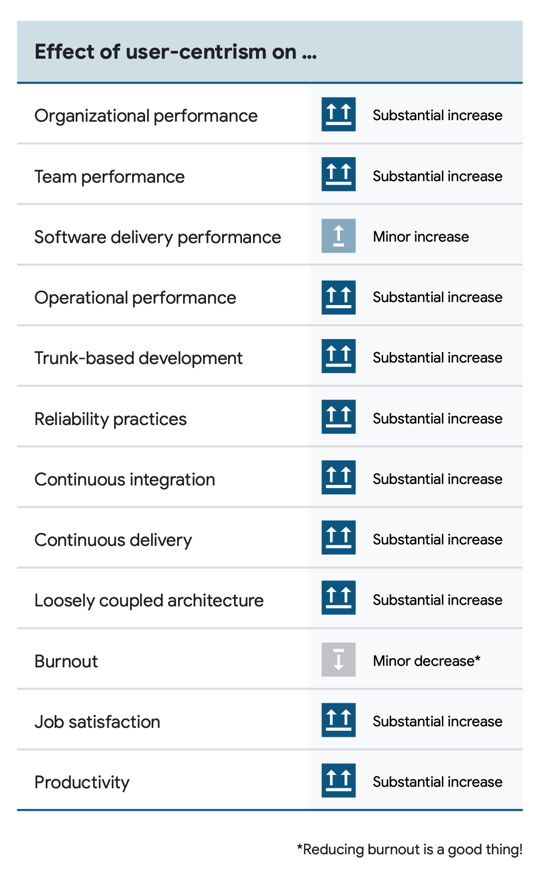 Effect of user-centrism on ...
Organizational performance Substantial increase
Team performance Substantial increase
Software delivery performance Minor increase
Operational performance Substantial increase
Trunk-based development Substantial increase
Reliability practices Substantial increase
Continuous integration Substantial increase
Continuous delivery Substantial increase
Loosely coupled architecture Substantial increase
Burnout Minor decrease*
Job satisfaction Substantial increase
Productivity Substantial increase
*Reducing burnout is a good thing!